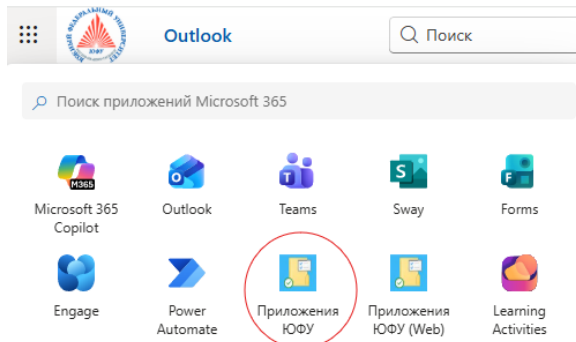 Outlook
Поиск
Поиск приложений Microsoft 365
M365
Microsoft 365 Copilot
Outlook
Teams
Sway
Forms
Engage
Power Automate
Приложения ЮФУ
Приложения ЮФУ (Web)
Learning Activities